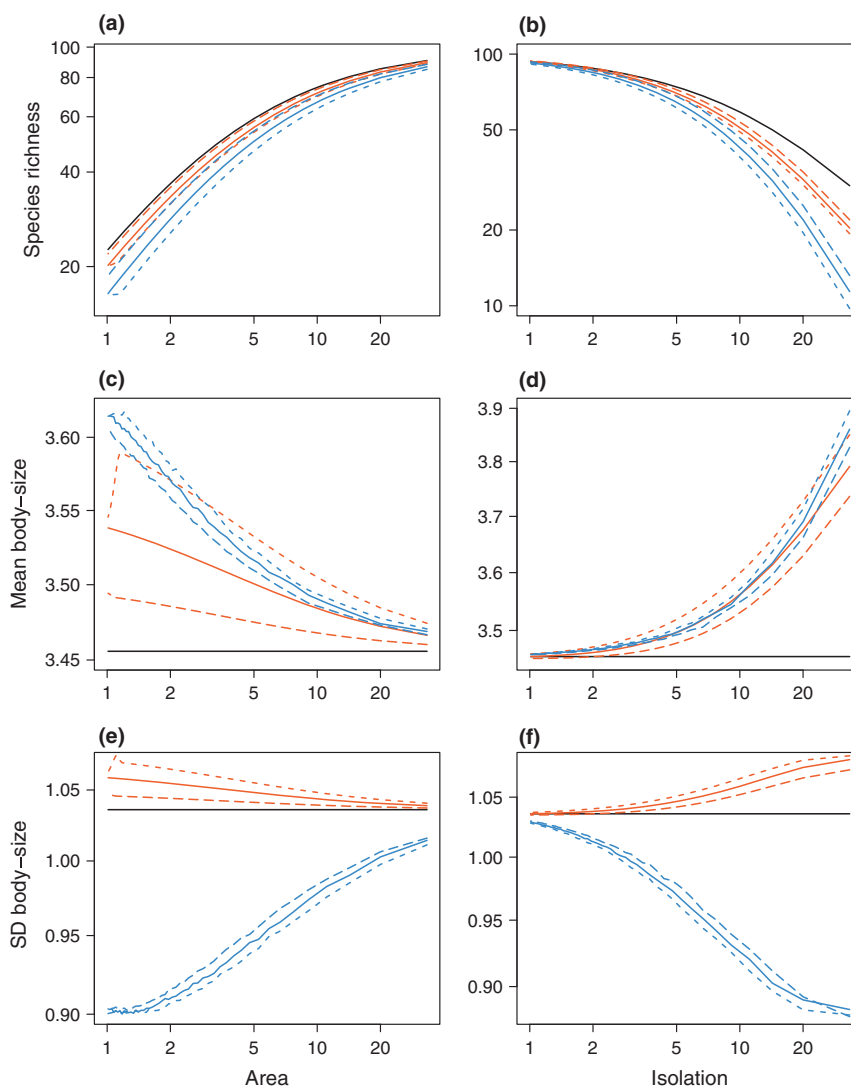 (a)
(b)
Species richness
100
80
60
40
20
1 2 5 10 20
100
50
20
10
1 2 5 10 20
(c)
(d)
Mean body-size
3.60
3.55
3.50
3.45
1 2 5 10 20
3.9
3.8
3.7
3.6
3.5
1 2 5 10 20
(e)
(f)
SD body-size
1.05
1.00
0.95
0.90
1 2 5 10 20
Area
1.05
1.00
0.95
0.90
1 2 5 10 20
Isolation